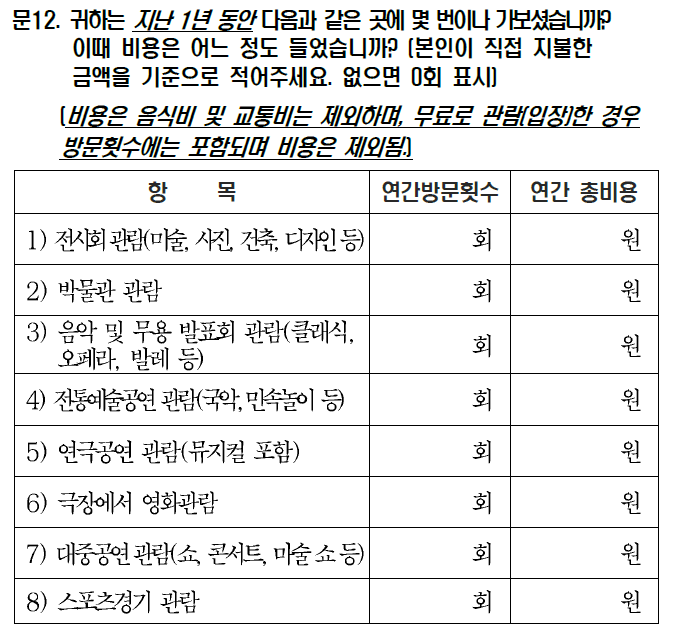 문12. 귀하는 지난 1년 동안 다음과 같은 곳에 몇 번이나 가보셨습니까?
이때 비용은 어느 정도 들었습니까? (본인이 직접 지불한
금액을 기준으로 적어주세요. 없으면 0회 표시)
(비용은 음식비 및 교통비는 제외하며, 무료로 관람(입장)한 경우
방문횟수에는 포함되며 비용은 제외됨.)
항 목 연간방문횟수 연간 총비용
1) 전시회 관람(미술, 사진, 건축, 디자인 등) 회 원
2) 박물관 관람 회 원
3) 음악 및 무용 발표회 관람(클래식,
오페라, 발레 등) 회 원
4) 전통예술공연 관람(국악, 민속놀이 등) 회 원
5) 연극공연 관람(뮤지컬 포함) 회 원
6) 극장에서 영화관람 회 원
7) 대중공연 관람(쇼, 콘서트, 마술 쇼 등) 회 원
8) 스포츠경기 관람 회 원